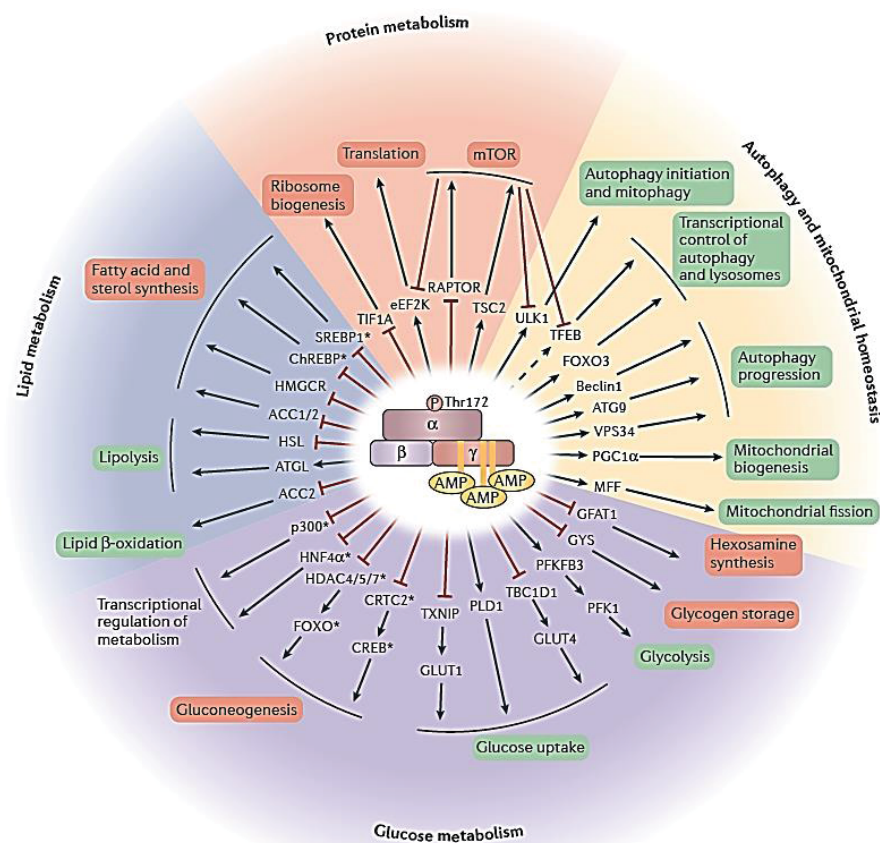 Protein metabolism
Translation
mTOR
Ribosome
biogenesis
TIF1A
eEF2K
RAPTOR
TSC2
Autophagy and mitochondrial homeostasis
Autophagy initiation
and mitophagy
Transcriptional
control of
autophagy
and lysosomes
Autophagy
progression
Mitochondrial
biogenesis
Mitochondrial fission
ULK1
TFEB
FOXO3
Beclin1
ATG9
VPS34
PGC1α
MFF
Lipid metabolism
Fatty acid and
sterol synthesis
Lipolysis
Lipid β-oxidation
SREBP1*
ChREBP*
HMGCR
ACC1/2
HSL
ATGL
ACC2
P Thr172
α
β
γ
AMP
AMP
AMP
p300*
HNF4α*
HDAC4/5/7*
CRTC2*
TXNIP
PLD1
TBC1D1
PFKFB3
GYS
GFAT1
FOXO*
CREB*
GLUT1
GLUT4
PFK1
Transcriptional
regulation of
metabolism
Gluconeogenesis
Glucose uptake
Glycolysis
Glycogen storage
Hexosamine
synthesis
Glucose metabolism